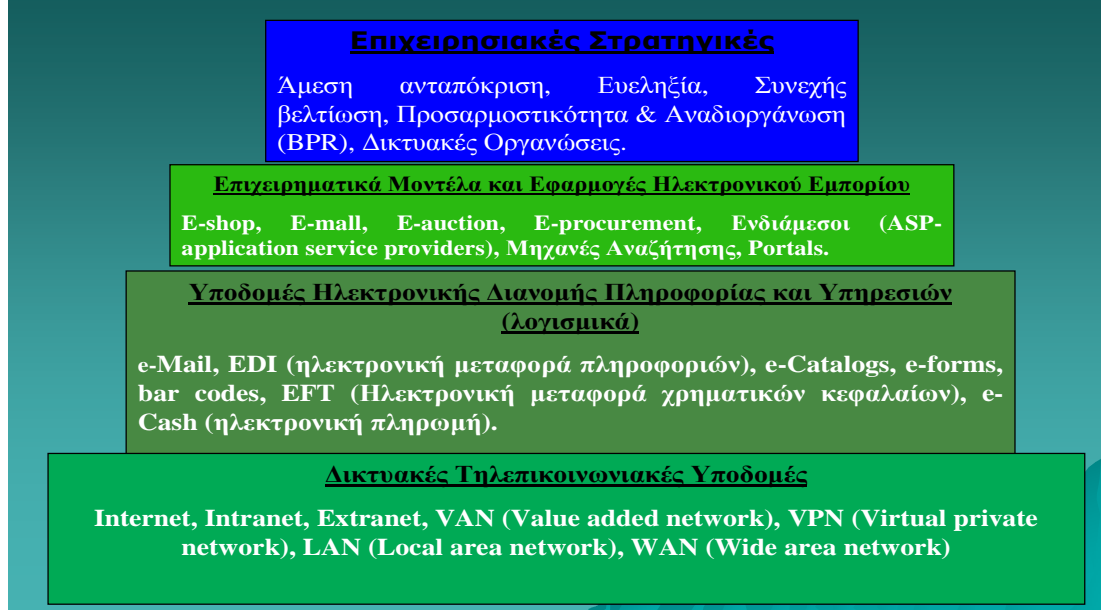 Επιχειρησιακές Στρατηγικές
Άμεση ανταπόκριση, Ευεληξία, Συνεχής
βελτίωση, Προσαρμοστικότητα & Αναδιοργάνωση
(BPR), Δικτυακές Οργανώσεις.
Επιχειρηματικά Μοντέλα και Εφαρμογές Ηλεκτρονικού Εμπορίου
E-shop, E-mall, E-auction, E-procurement, Ενδιάμεσοι (ASP-
application service providers), Μηχανές Αναζήτησης, Portals.
Υποδομές Ηλεκτρονικής Διανομής Πληροφορίας και Υπηρεσιών
(λογισμικά)
e-Mail, EDI (ηλεκτρονική μεταφορά πληροφοριών), e-Catalogs, e-forms,
bar codes, EFT (Ηλεκτρονική μεταφορά χρηματικών κεφαλαίων), e-
Cash (ηλεκτρονική πληρωμή).
Δικτυακές Τηλεπικοινωνιακές Υποδομές
Internet, Intranet, Extranet, VAN (Value added network), VPN (Virtual private
network), LAN (Local area network), WAN (Wide area network)